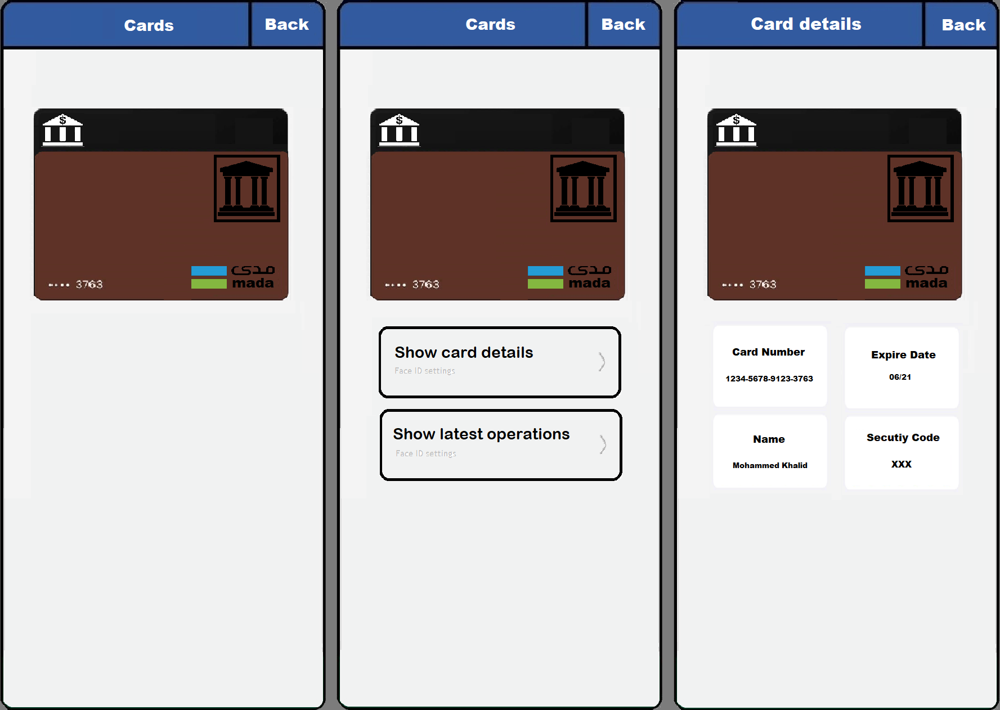 Cards
Back
$
مدى
mada
•••• 3763
Cards
Back
$
مدى
mada
•••• 3763
Show card details
Face ID settings
Show latest operations
Face ID settings
Card details
Back
$
مدى
mada
•••• 3763
Card Number
1234-5678-9123-3763
Expire Date
06/21
Name
Mohammed Khalid
Secutiy Code
XXX